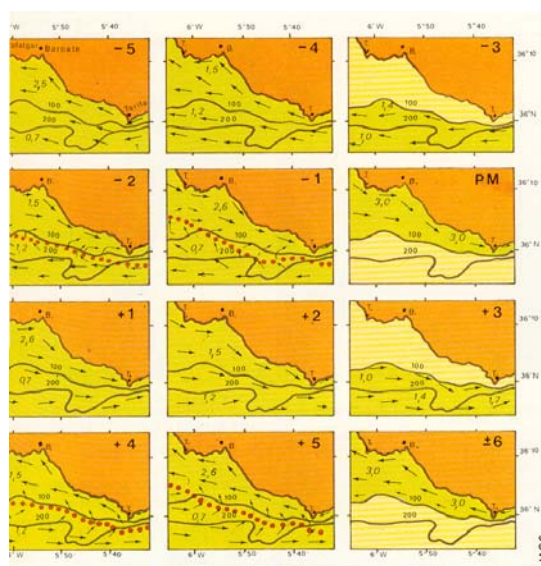 ° W 5° 50' 5° 40' 6° W 5° 50' 5° 40' 6° W 5° 50' 5° 40'
afalgar Barbate − 5
2,5
Tarifa
100
200
0,7
T.
T. B. − 4
1,5
1,2 100
200
T.
T. B. − 3
1,4 100
200
1,0
T.
36° 10'
36° N
− 2
B.
1,5
100
1,2 200
T.
T. B. − 1
2,6
100
0,7 200
T.
T. B. PM
3,0
3,0
100
200
T.
36° 10'
36° N
+ 1
B.
2,6
100
0,7 200
T.
T. B. + 2
1,5
100
200
1,2
T.
T. B. + 3
100
1,0 200
1,4 1,7
T.
36° 10'
36° N
+ 4
B.
1,5
100
200
1,2
T.
T. B. + 5
2,6
100
0,7 200
T.
T. B. ±6
3,0
3,0
100
200
T.
36° 10'
36° N
6° W 5° 50' 5° 40' 6° W 5° 50' 5° 40' 6° W 5° 50' 5° 40'